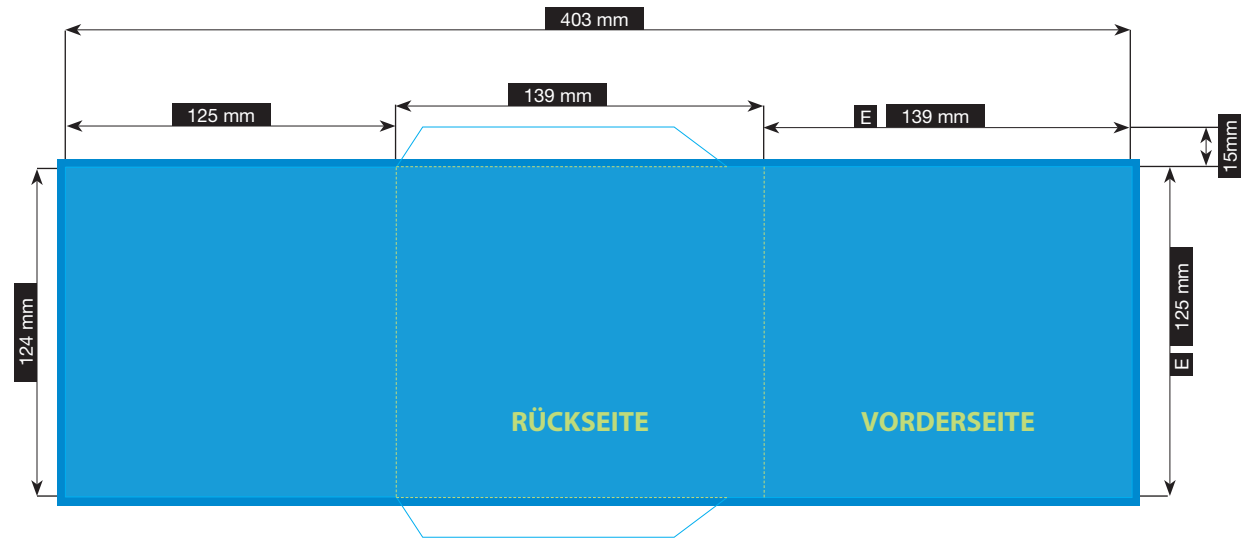 403 mm
139 mm
125 mm
E 139 mm
15mm
124 mm
125 mm
E
RÜCKSEITE
VORDERSEITE